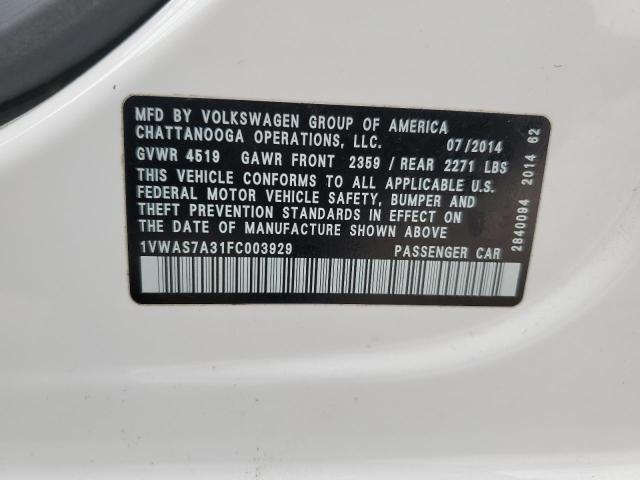 MFD BY VOLKSWAGEN GROUP OF AMERICA
CHATTANOOGA OPERATIONS, LLC. 07/2014
GVWR 4519 GAWR FRONT 2359 / REAR 2271 LBS
THIS VEHICLE CONFORMS TO ALL APPLICABLE U.S.
FEDERAL MOTOR VEHICLE SAFETY, BUMPER AND
THEFT PREVENTION STANDARDS IN EFFECT ON
THE DATE OF MANUFACTURE SHOWN ABOVE
1VWAS7A31FC003929 PASSENGER CAR
2840094 2014 62